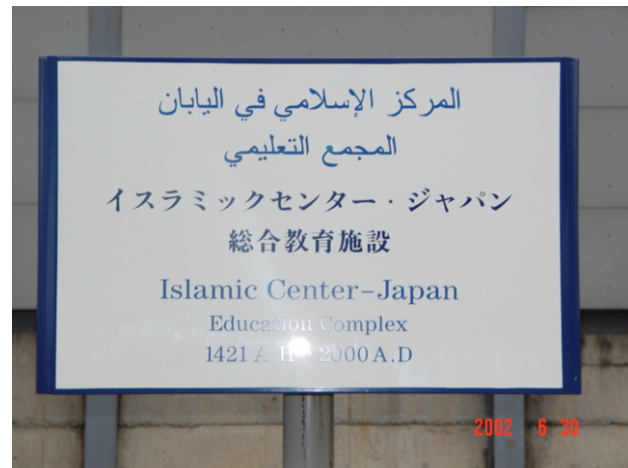 المركز الإسلامي في اليابان
المجمع التعليمي
イスラミックセンター・ジャパン
総合教育施設
Islamic Center-Japan
Education Complex
1421 A.H - 2000 A.D
2002 6 30